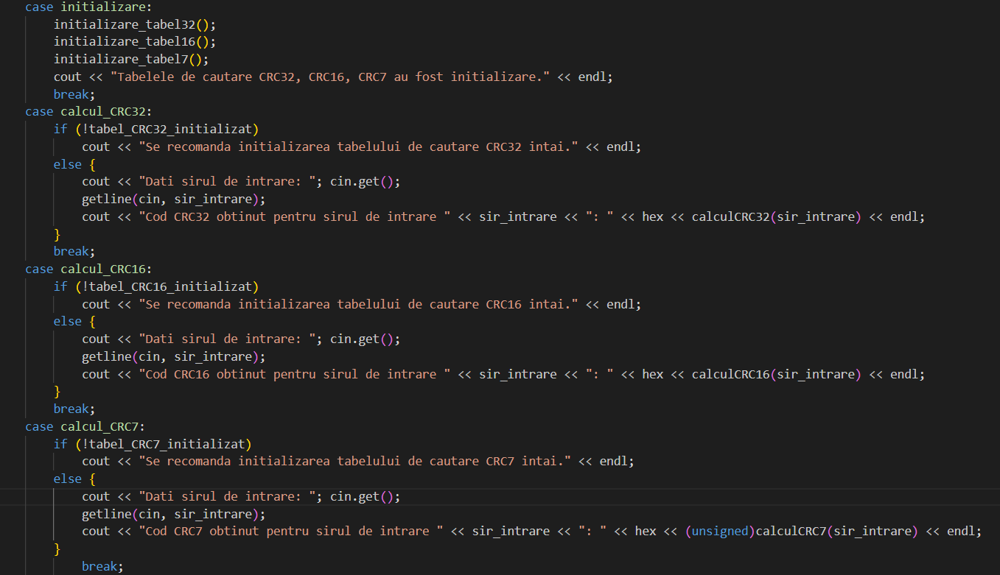 case initializare:
    initializare_tabel32();
    initializare_tabel16();
    initializare_tabel7();
    cout << "Tabelele de cautare CRC32, CRC16, CRC7 au fost initializare." << endl;
    break;
case calcul_CRC32:
    if (!tabel_CRC32_initializat)
        cout << "Se recomanda initializarea tabelului de cautare CRC32 intai." << endl;
    else {
        cout << "Dati sirul de intrare: "; cin.get();
        getline(cin, sir_intrare);
        cout << "Cod CRC32 obtinut pentru sirul de intrare " << sir_intrare << ": " << hex << calculCRC32(sir_intrare) << endl;
    }
    break;
case calcul_CRC16:
    if (!tabel_CRC16_initializat)
        cout << "Se recomanda initializarea tabelului de cautare CRC16 intai." << endl;
    else {
        cout << "Dati sirul de intrare: "; cin.get();
        getline(cin, sir_intrare);
        cout << "Cod CRC16 obtinut pentru sirul de intrare " << sir_intrare << ": " << hex << calculCRC16(sir_intrare) << endl;
    }
    break;
case calcul_CRC7:
    if (!tabel_CRC7_initializat)
        cout << "Se recomanda initializarea tabelului de cautare CRC7 intai." << endl;
    else {
        cout << "Dati sirul de intrare: "; cin.get();
        getline(cin, sir_intrare);
        cout << "Cod CRC7 obtinut pentru sirul de intrare " << sir_intrare << ": " << hex << (unsigned)calculCRC7(sir_intrare) << endl;
    }
        break;